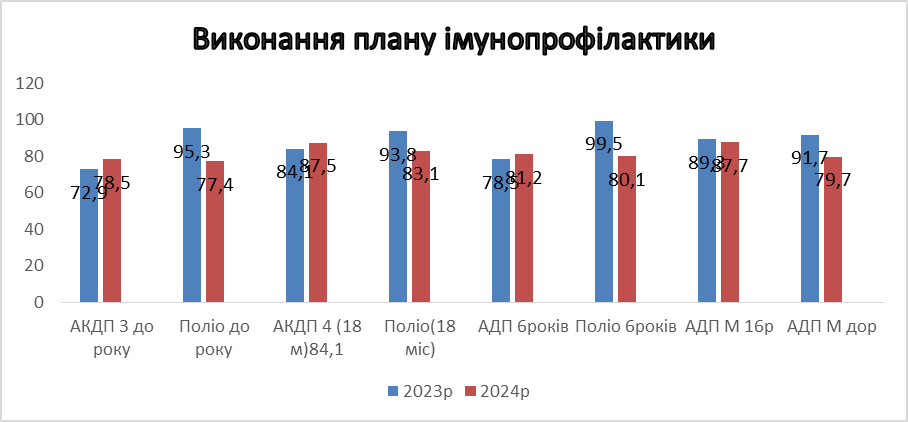 Виконання плану імунопрофілактики
120
100
80
60
40
20
0
72,9
78,5
95,3
77,4
84,1
87,5
93,8
83,1
78,5
81,2
99,5
80,1
89,3
87,7
91,7
79,7
АКДП 3 до
року
Поліо до
року
АКДП 4 (18
м)84,1
Поліо(18
міс)
АДП 6років
Поліо 6років
АДП М 16р
АДП М дор
2023р
2024р